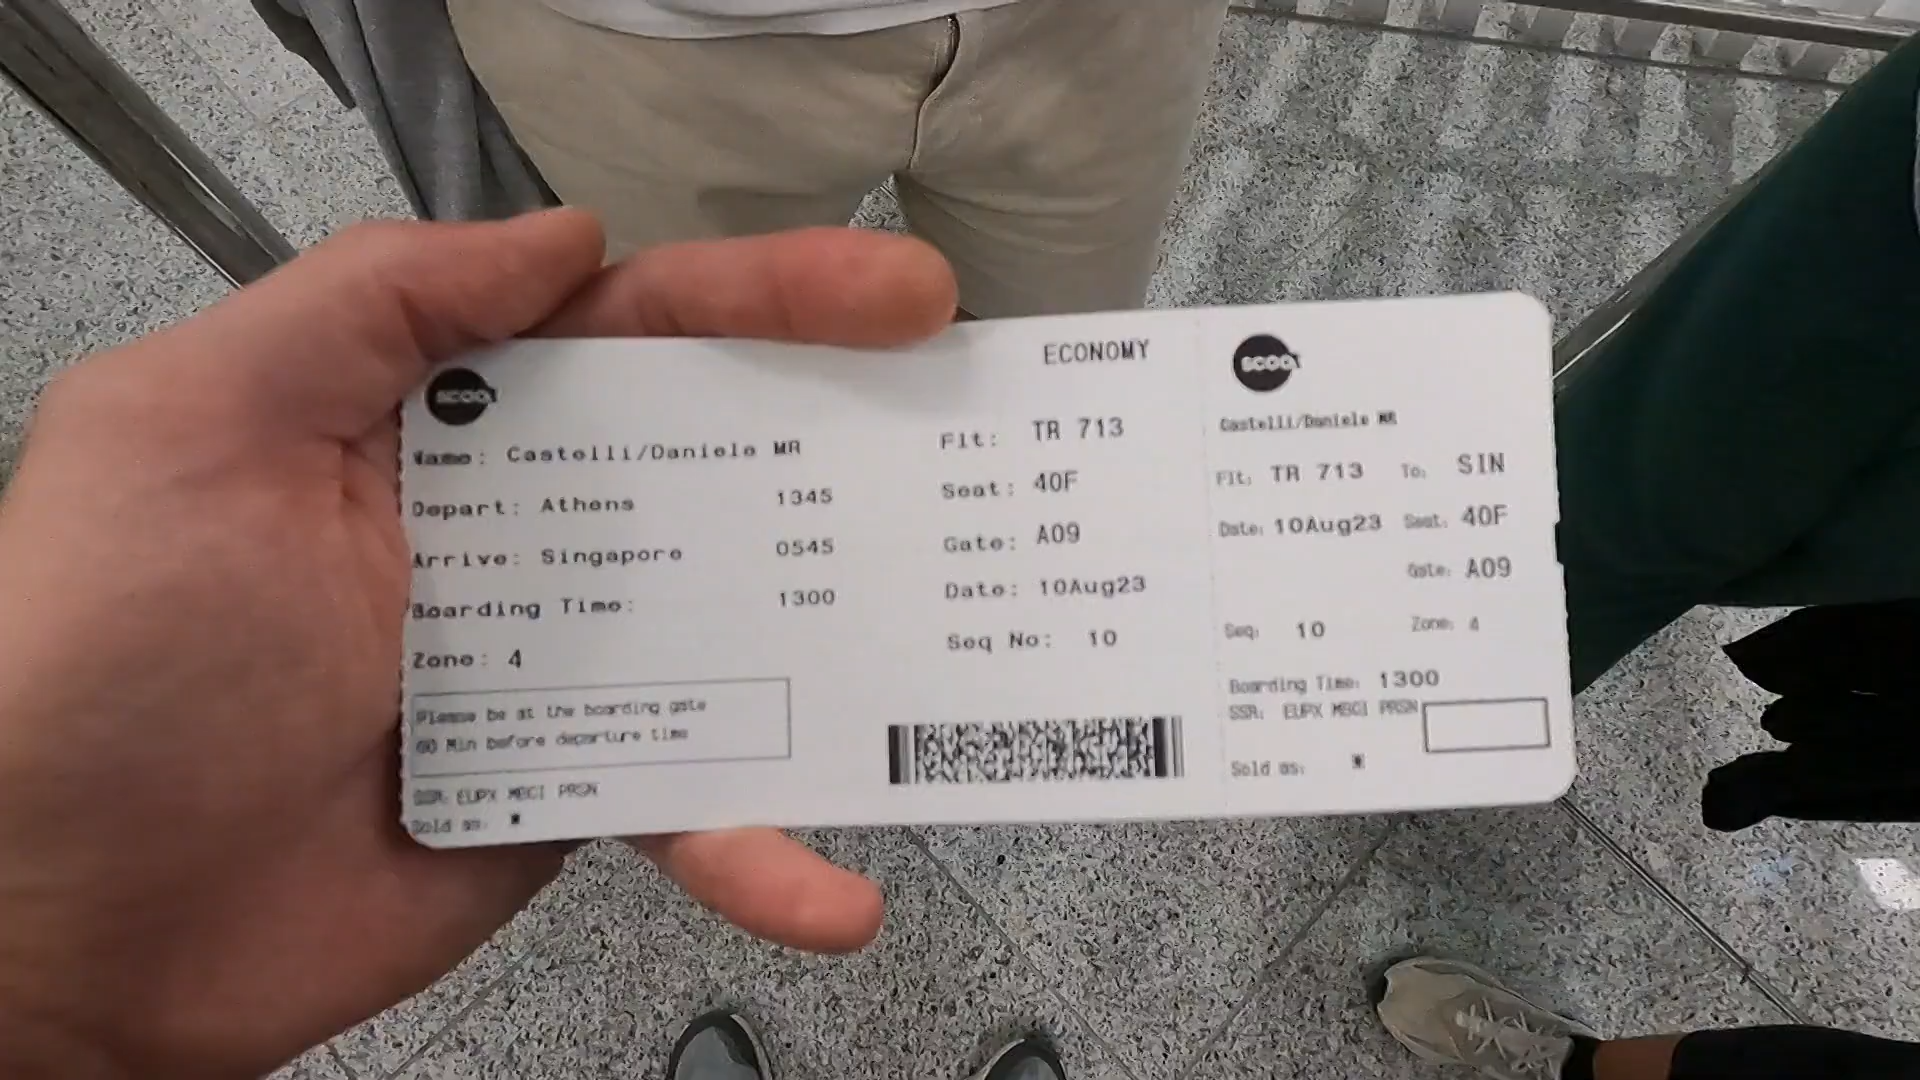 scoot
ECONOMY
Name: Castelli/Daniele MR
Depart: Athens 1345
Arrive: Singapore 0545
Boarding Time: 1300
Zone: 4
Flt: TR 713
Seat: 40F
Gate: A09
Date: 10Aug23
Seq No: 10
Please be at the boarding gate
60 Min before departure time
SSR: EUPX MBCI PRSN
Sold as: *
scoot
Castelli/Daniele MR
Flt: TR 713 To: SIN
Date: 10Aug23 Seat: 40F
Gate: A09
Seq: 10 Zone: 4
Boarding Time: 1300
SSR: EUPX MBCI PRSN
Sold as: *